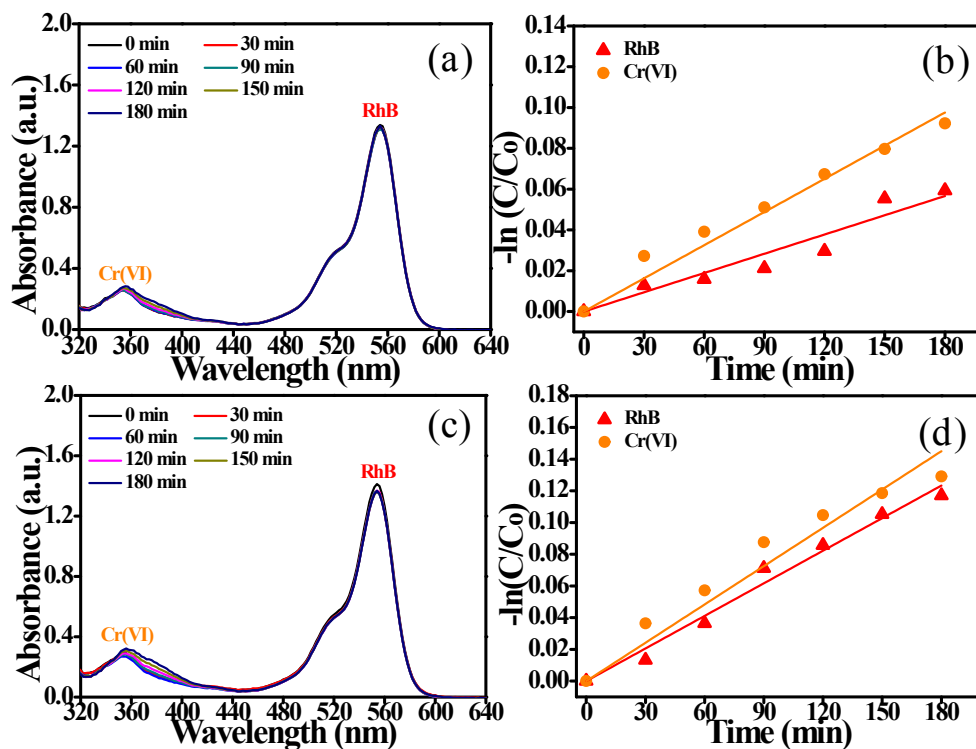 (a)
0 min 30 min
60 min 90 min
120 min 150 min
180 min
RhB
Cr(VI)
Absorbance (a.u.)
2.0
1.6
1.2
0.8
0.4
0.0
320 360 400 440 480 520 560 600 640
Wavelength (nm)
(b)
RhB
Cr(VI)
-ln (C/Co)
0.14
0.12
0.10
0.08
0.06
0.04
0.02
0.00
0 30 60 90 120 150 180
Time (min)
(c)
0 min 30 min
60 min 90 min
120 min 150 min
180 min
RhB
Cr(VI)
Absorbance (a.u.)
2.0
1.6
1.2
0.8
0.4
0.0
320 360 400 440 480 520 560 600 640
Wavelength (nm)
(d)
RhB
Cr(VI)
-ln(C/Co)
0.18
0.16
0.14
0.12
0.10
0.08
0.06
0.04
0.02
0.00
0 30 60 90 120 150 180
Time (min)